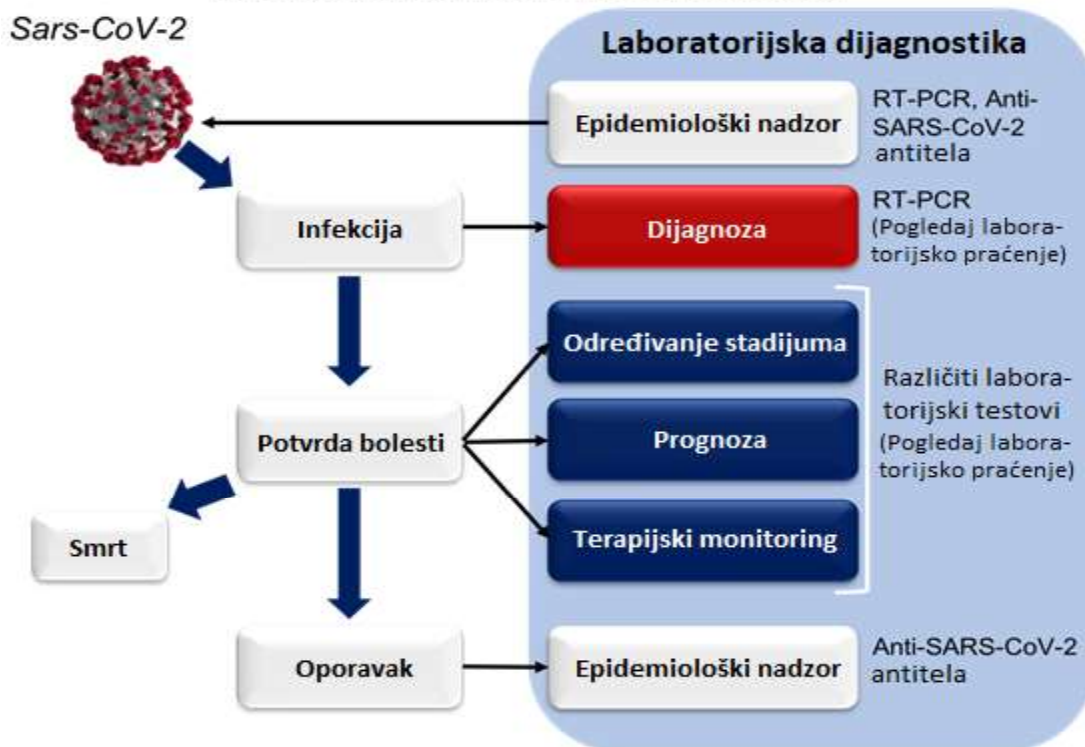 Sars-CoV-2
Laboratorijska dijagnostika
Epidemiološki nadzor
RT-PCR, Anti-
SARS-CoV-2
antitela
Infekcija
Dijagnoza
RT-PCR
(Pogledaj labora-
torijsko praćenje)
Određivanje stadijuma
Potvrda bolesti
Prognoza
Različiti labora-
torijski testovi
(Pogledaj labora-
torijsko praćenje)
Smrt
Terapijski monitoring
Oporavak
Epidemiološki nadzor
Anti-SARS-CoV-2
antitela